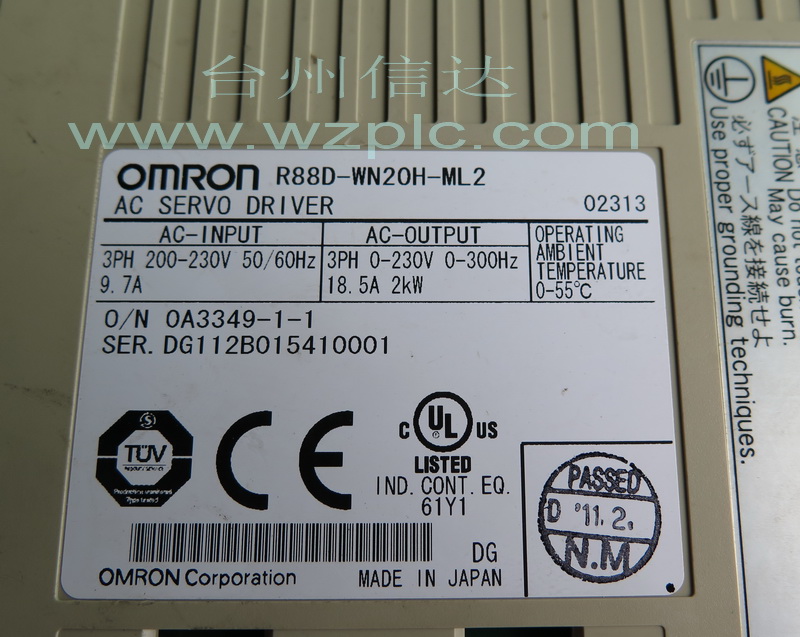 台州信达
www.wzplc.com
OMRON R88D-WN20H-ML2
AC SERVO DRIVER 02313
AC-INPUT
3PH 200-230V 50/60Hz
9.7A
AC-OUTPUT
3PH 0-230V 0-300Hz
18.5A 2kW
OPERATING
AMBIENT
TEMPERATURE
0-55℃
O/N 0A3349-1-1
SER. DG112B015410001
TÜV
C UL US
LISTED
IND. CONT. EQ.
61Y1
CE
DG
OMRON Corporation
MADE IN JAPAN
PASSED
D '11.2.
N.M
注
CAUTION May cause burn.
必ずアース線を接続せよ
Use proper grounding techniques.